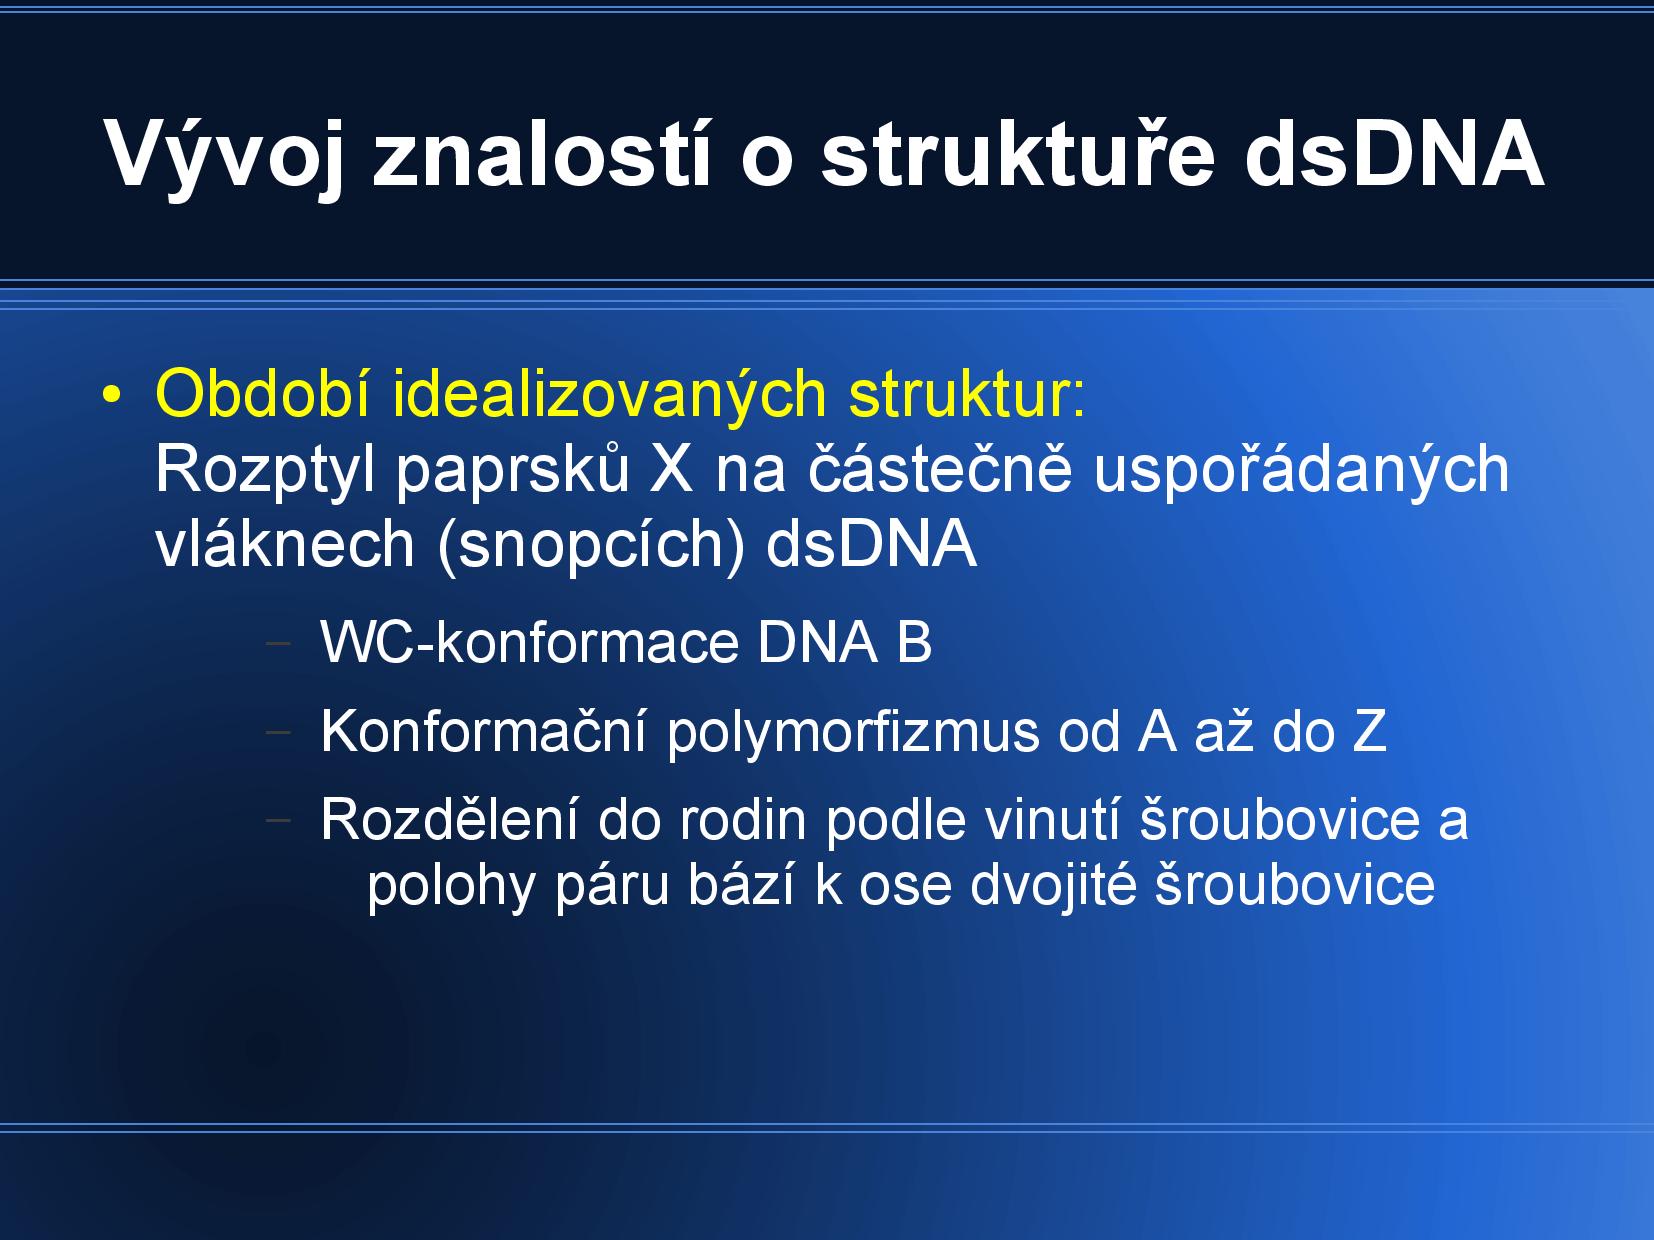 Vývoj znalostí o struktuře dsDNA
• Období idealizovaných struktur:
Rozptyl paprsků X na částečně uspořádaných
vláknech (snopcích) dsDNA
– WC-konformace DNA B
– Konformační polymorfizmus od A až do Z
– Rozdělení do rodin podle vinutí šroubovice a
polohy páru bází k ose dvojité šroubovice